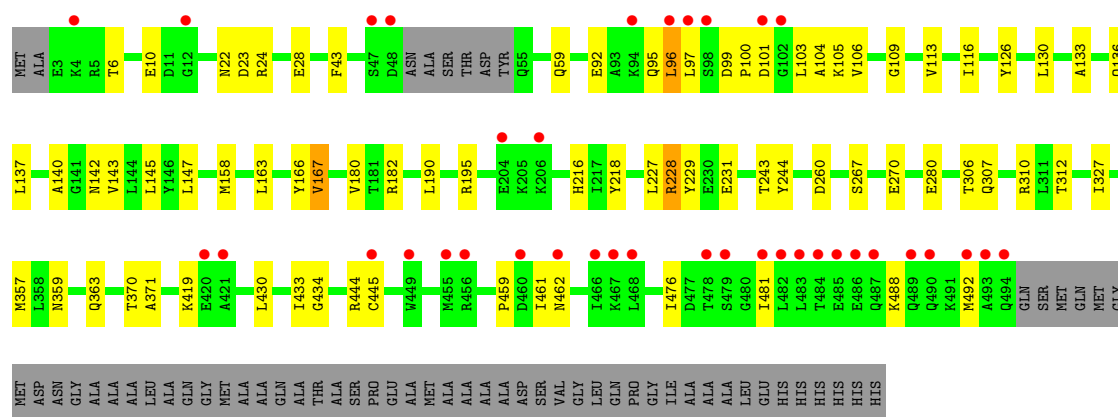 MET ALA E3 K4 R5 T6 E10 D11 G12 N22 D23 R24 E28 F43 S47 D48 ASN ALA SER THR ASP TYR Q55 Q59 E92 A93 K94 Q95 L96 L97 S98 D99 P100 D101 G102 L103 A104 K105 V106 G109 V113 I116 Y126 L130 A133 Q136
L137 A140 G141 N142 V143 L144 L145 Y146 L147 M158 L163 Y166 V167 V180 T181 R182 L190 R195 E204 K205 K206 H216 I217 Y218 L227 R228 Y229 E230 E231 T243 Y244 D260 S267 E270 E280 T306 Q307 R310 L311 T312 I327
M357 L358 N359 Q363 T370 A371 K419 E420 A421 L430 I433 G434 R444 C445 W449 M455 R456 P459 D460 I461 N462 I466 K467 L468 I476 D477 T478 S479 G480 I481 L482 L483 T484 E485 E486 Q487 K488 Q489 Q490 K491 M492 A493 Q494 GLN SER MET GLN MET GLY
MET ASP ASN GLY ALA ALA ALA LEU ALA GLN GLY MET ALA ALA ALA GLN ALA THR ALA SER PRO GLU ALA MET ALA ALA ALA ALA ASP SER VAL GLY LEU GLN PRO GLY ILE ALA ALA LEU GLU HIS HIS HIS HIS HIS HIS